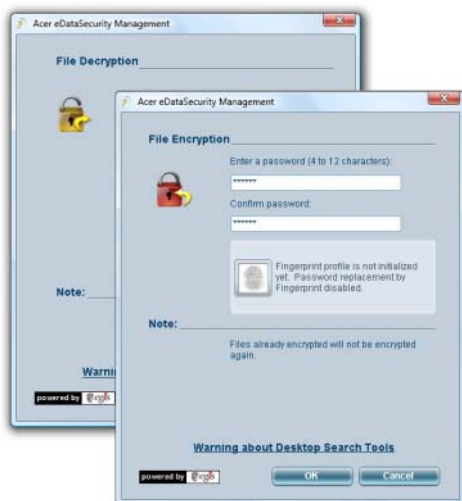 Acer eDataSecurity Management
File Decryption
Note:
powered by egis
Acer eDataSecurity Management
File Encryption
Enter a password (4 to 12 characters):
******
Confirm password:
******
Fingerprint profile is not initialized
yet. Password replacement by
Fingerprint disabled.
Note:
Files already encrypted will not be encrypted
again.
Warning about Desktop Search Tools
powered by egis
OK
Cancel